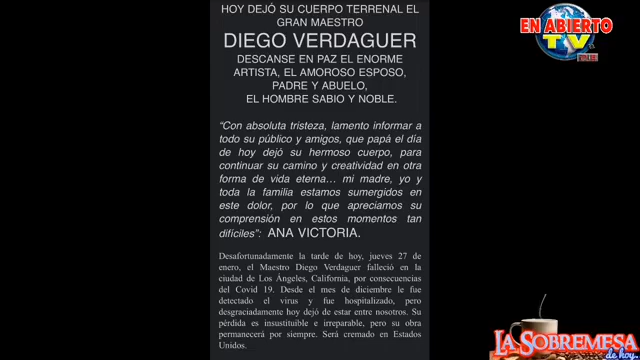 HOY DEJÓ SU CUERPO TERRENAL EL
GRAN MAESTRO
DIEGO VERDAGUER
DESCANSE EN PAZ EL ENORME
ARTISTA, EL AMOROSO ESPOSO,
PADRE Y ABUELO,
EL HOMBRE SABIO Y NOBLE.
“Con absoluta tristeza, lamento informar a
todo su público y amigos, que papá el día
de hoy dejó su hermoso cuerpo, para
continuar su camino y creatividad en otra
forma de vida eterna… mi madre, yo y
toda la familia estamos sumergidos en
este dolor, por lo que apreciamos su
comprensión en estos momentos tan
difíciles”: ANA VICTORIA.
Desafortunadamente la tarde de hoy, jueves 27 de
enero, el Maestro Diego Verdaguer falleció en la
ciudad de Los Ángeles, California, por consecuencias
del Covid 19. Desde el mes de diciembre le fue
detectado el virus y fue hospitalizado, pero
desgraciadamente hoy dejó de estar entre nosotros. Su
pérdida es insustituible e irreparable, pero su obra
permanecerá por siempre. Será cremado en Estados
Unidos.
EN ABIERTO
TV
LA SOBREMESA
de hoy..